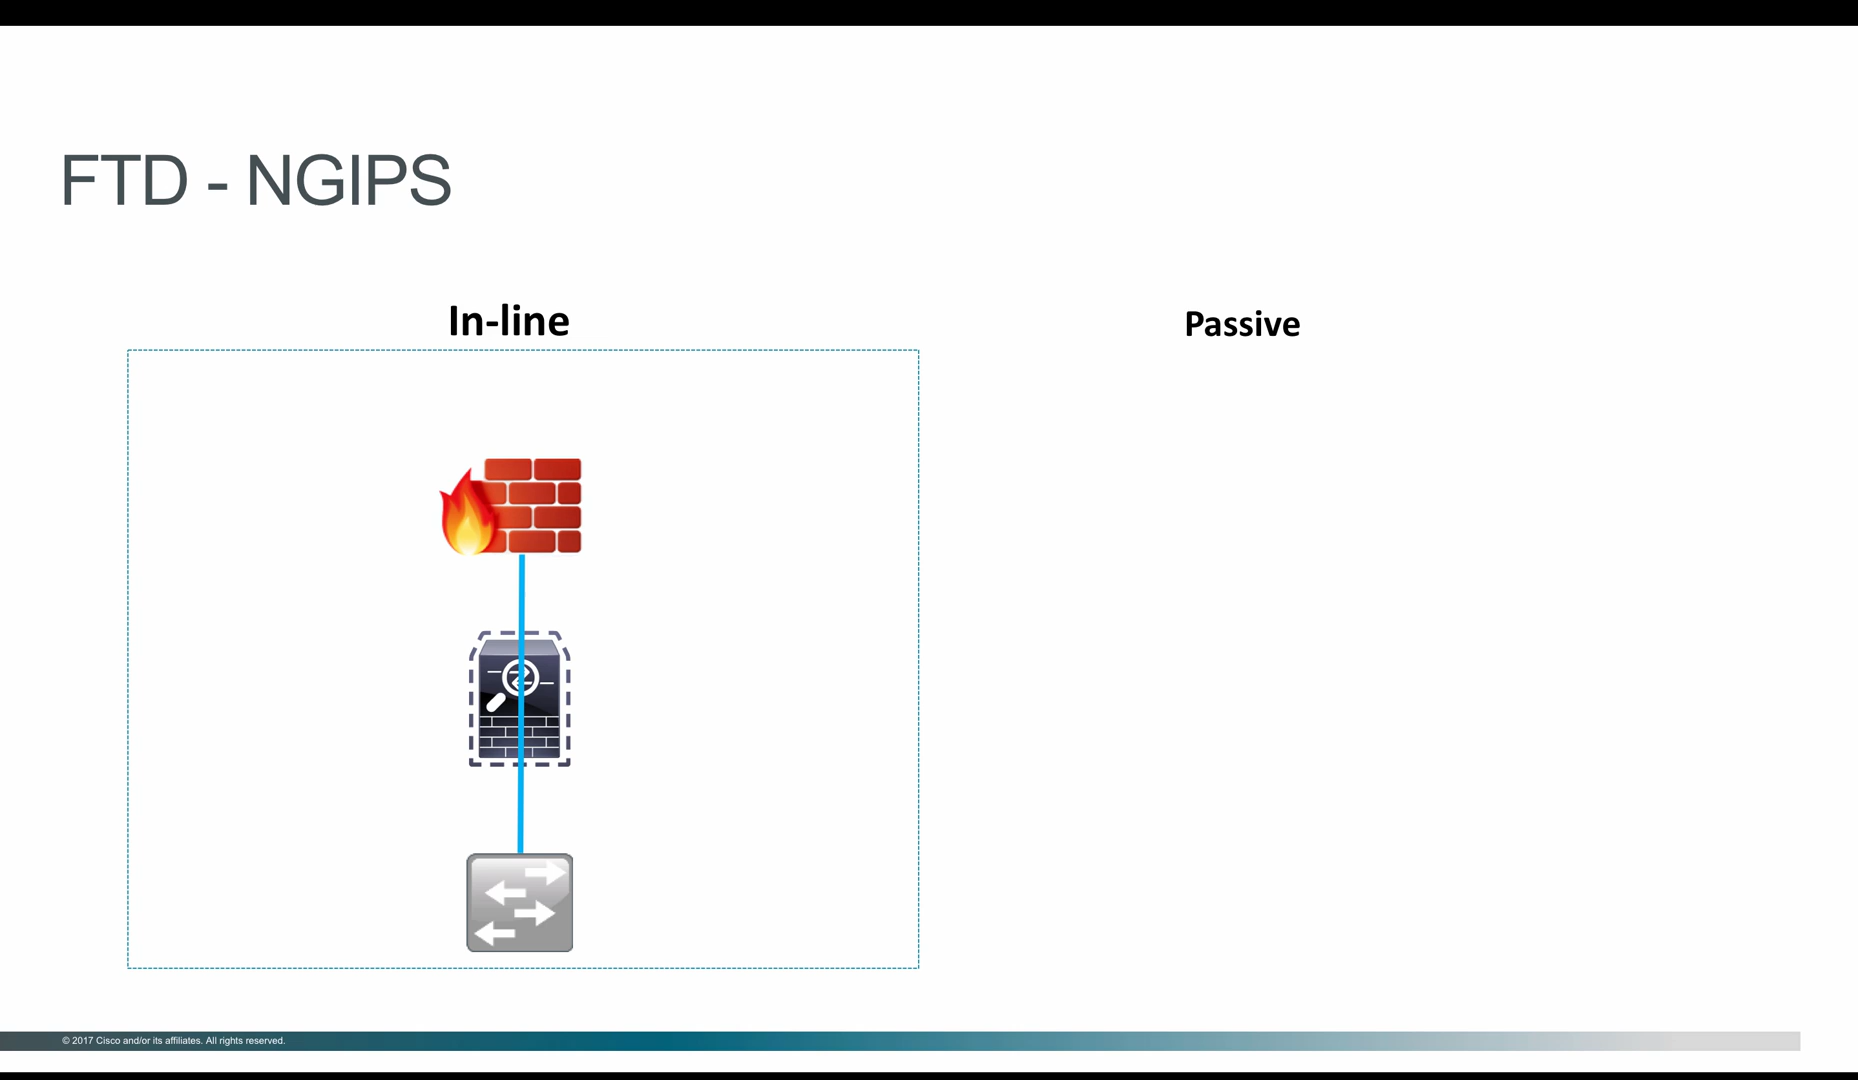 FTD - NGIPS
In-line
Passive
© 2017 Cisco and/or its affiliates. All rights reserved.